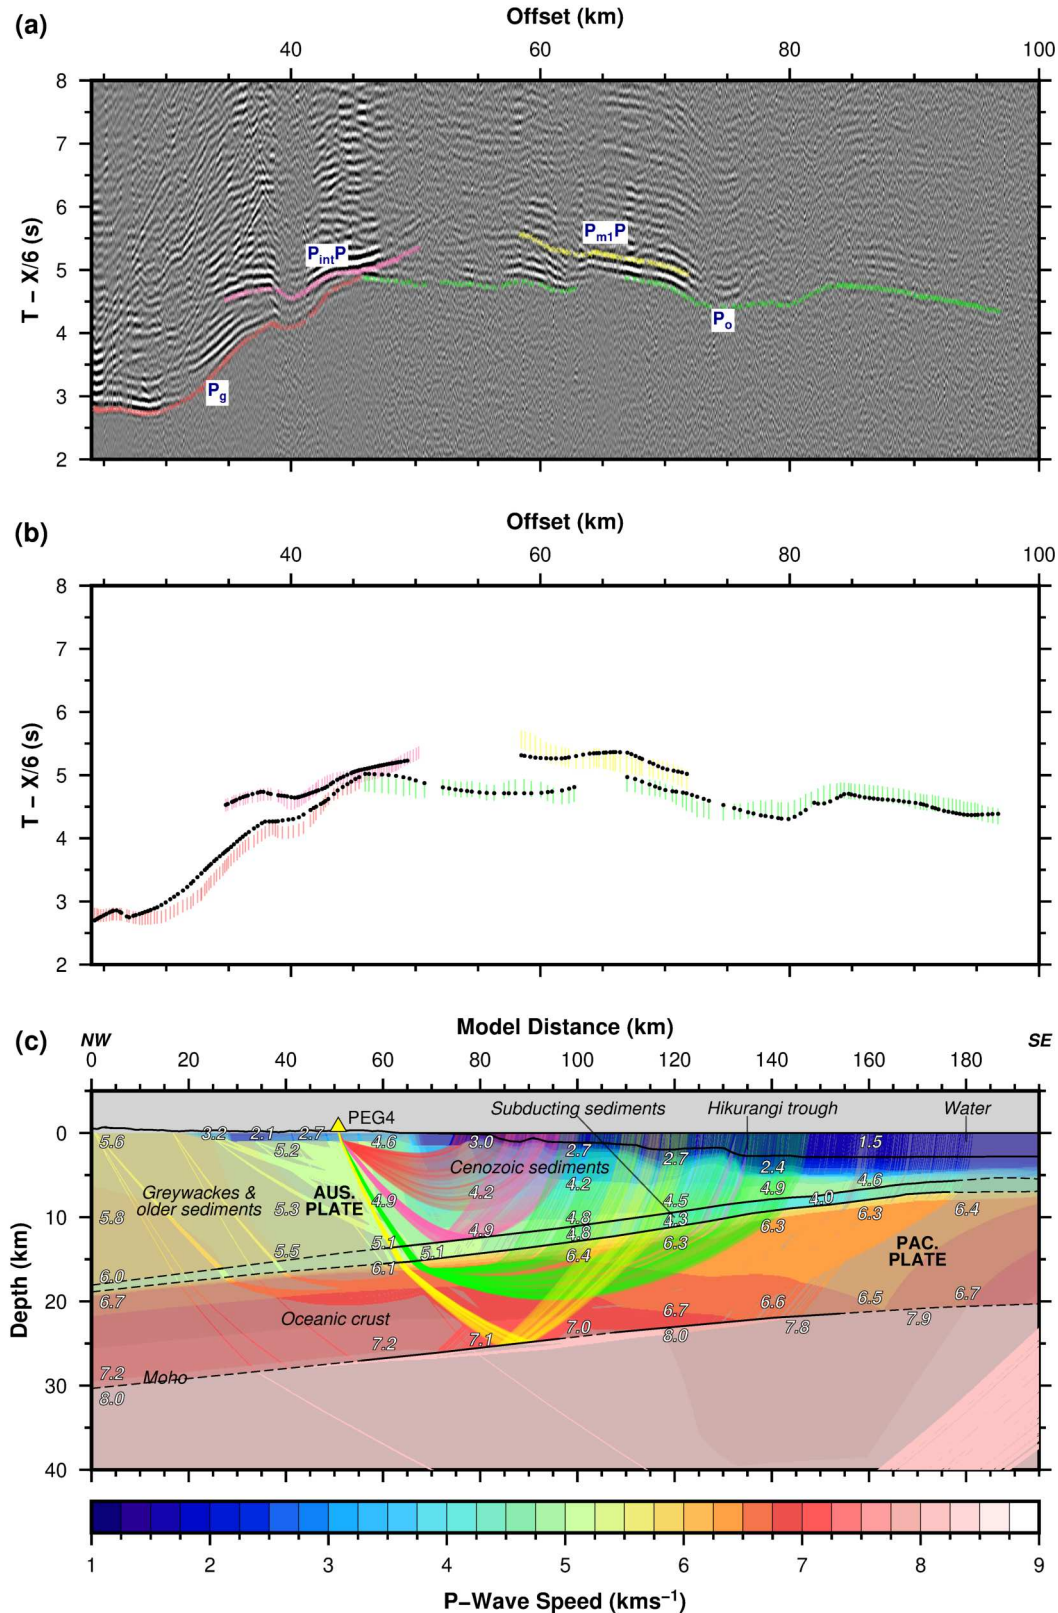 (a)
Offset (km)
40 60 80 100
8
7
6
5
4
3
2
T − X/6 (s)
PintP
Pm1P
Po
Pg
(b)
Offset (km)
40 60 80 100
8
7
6
5
4
3
2
T − X/6 (s)
(c)
Model Distance (km)
NW SE
0 20 40 60 80 100 120 140 160 180
PEG4
Subducting sediments Hikurangi trough Water
0
5.6 3.2 2.1 2.7 4.6 3.0 2.7 2.7 2.4 1.5
5.2 Cenozoic sediments
4.2 4.2 4.9 4.6
Greywackes & older sediments
AUS. PLATE
4.9 4.5 4.0
10
5.8 5.3 4.9 4.8 4.3 6.3 6.3 6.4
5.5 5.1 5.1 4.8 6.4 6.3
PAC. PLATE
6.0 6.1
20
6.7 Oceanic crust 6.7 6.6 6.5 6.7
7.2 7.1 7.0 8.0 7.8 7.9
7.2 Moho
30
8.0
40
Depth (km)
1 2 3 4 5 6 7 8 9
P−Wave Speed (kms−1)